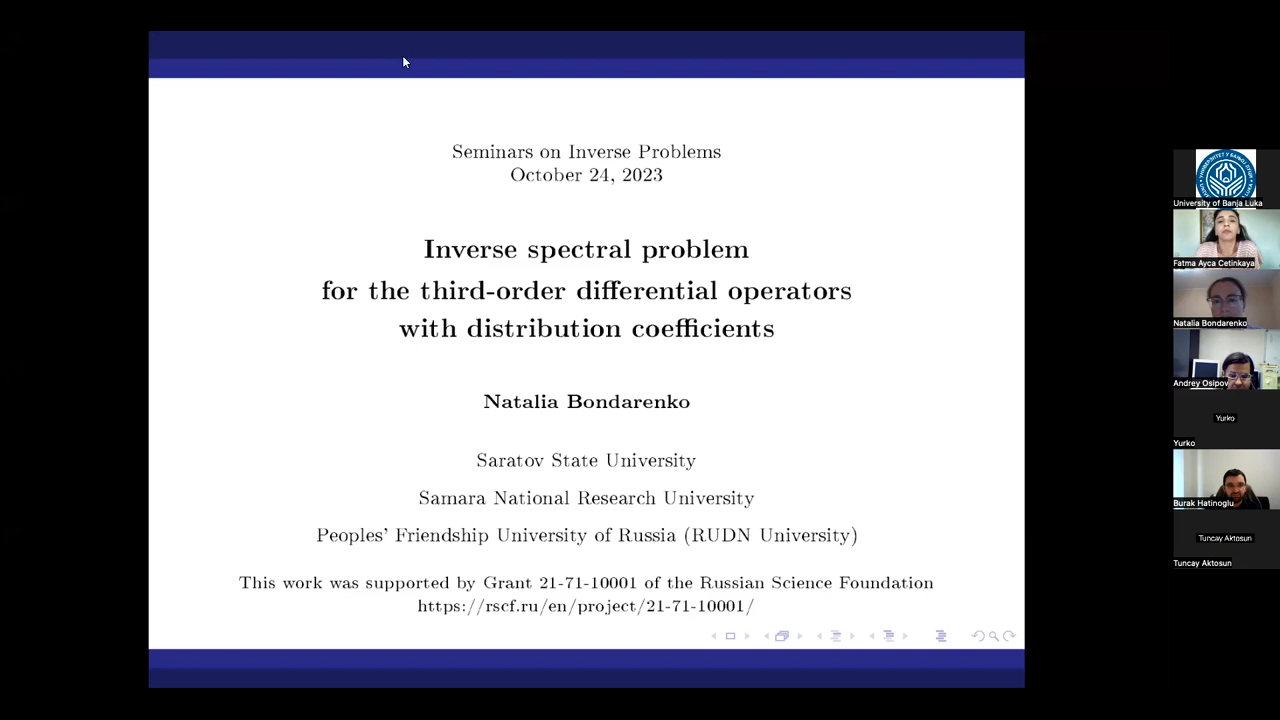 Seminars on Inverse Problems
October 24, 2023
Inverse spectral problem
for the third-order differential operators
with distribution coefficients
Natalia Bondarenko
Saratov State University
Samara National Research University
Peoples' Friendship University of Russia (RUDN University)
This work was supported by Grant 21-71-10001 of the Russian Science Foundation
https://rscf.ru/en/project/21-71-10001/
University of Banja Luka
Fatma Ayca Cetinkaya
Natalia Bondarenko
Andrey Osipov
Yurko
Yurko
Burak Hatinoglu
Tuncay Aktosun
Tuncay Aktosun